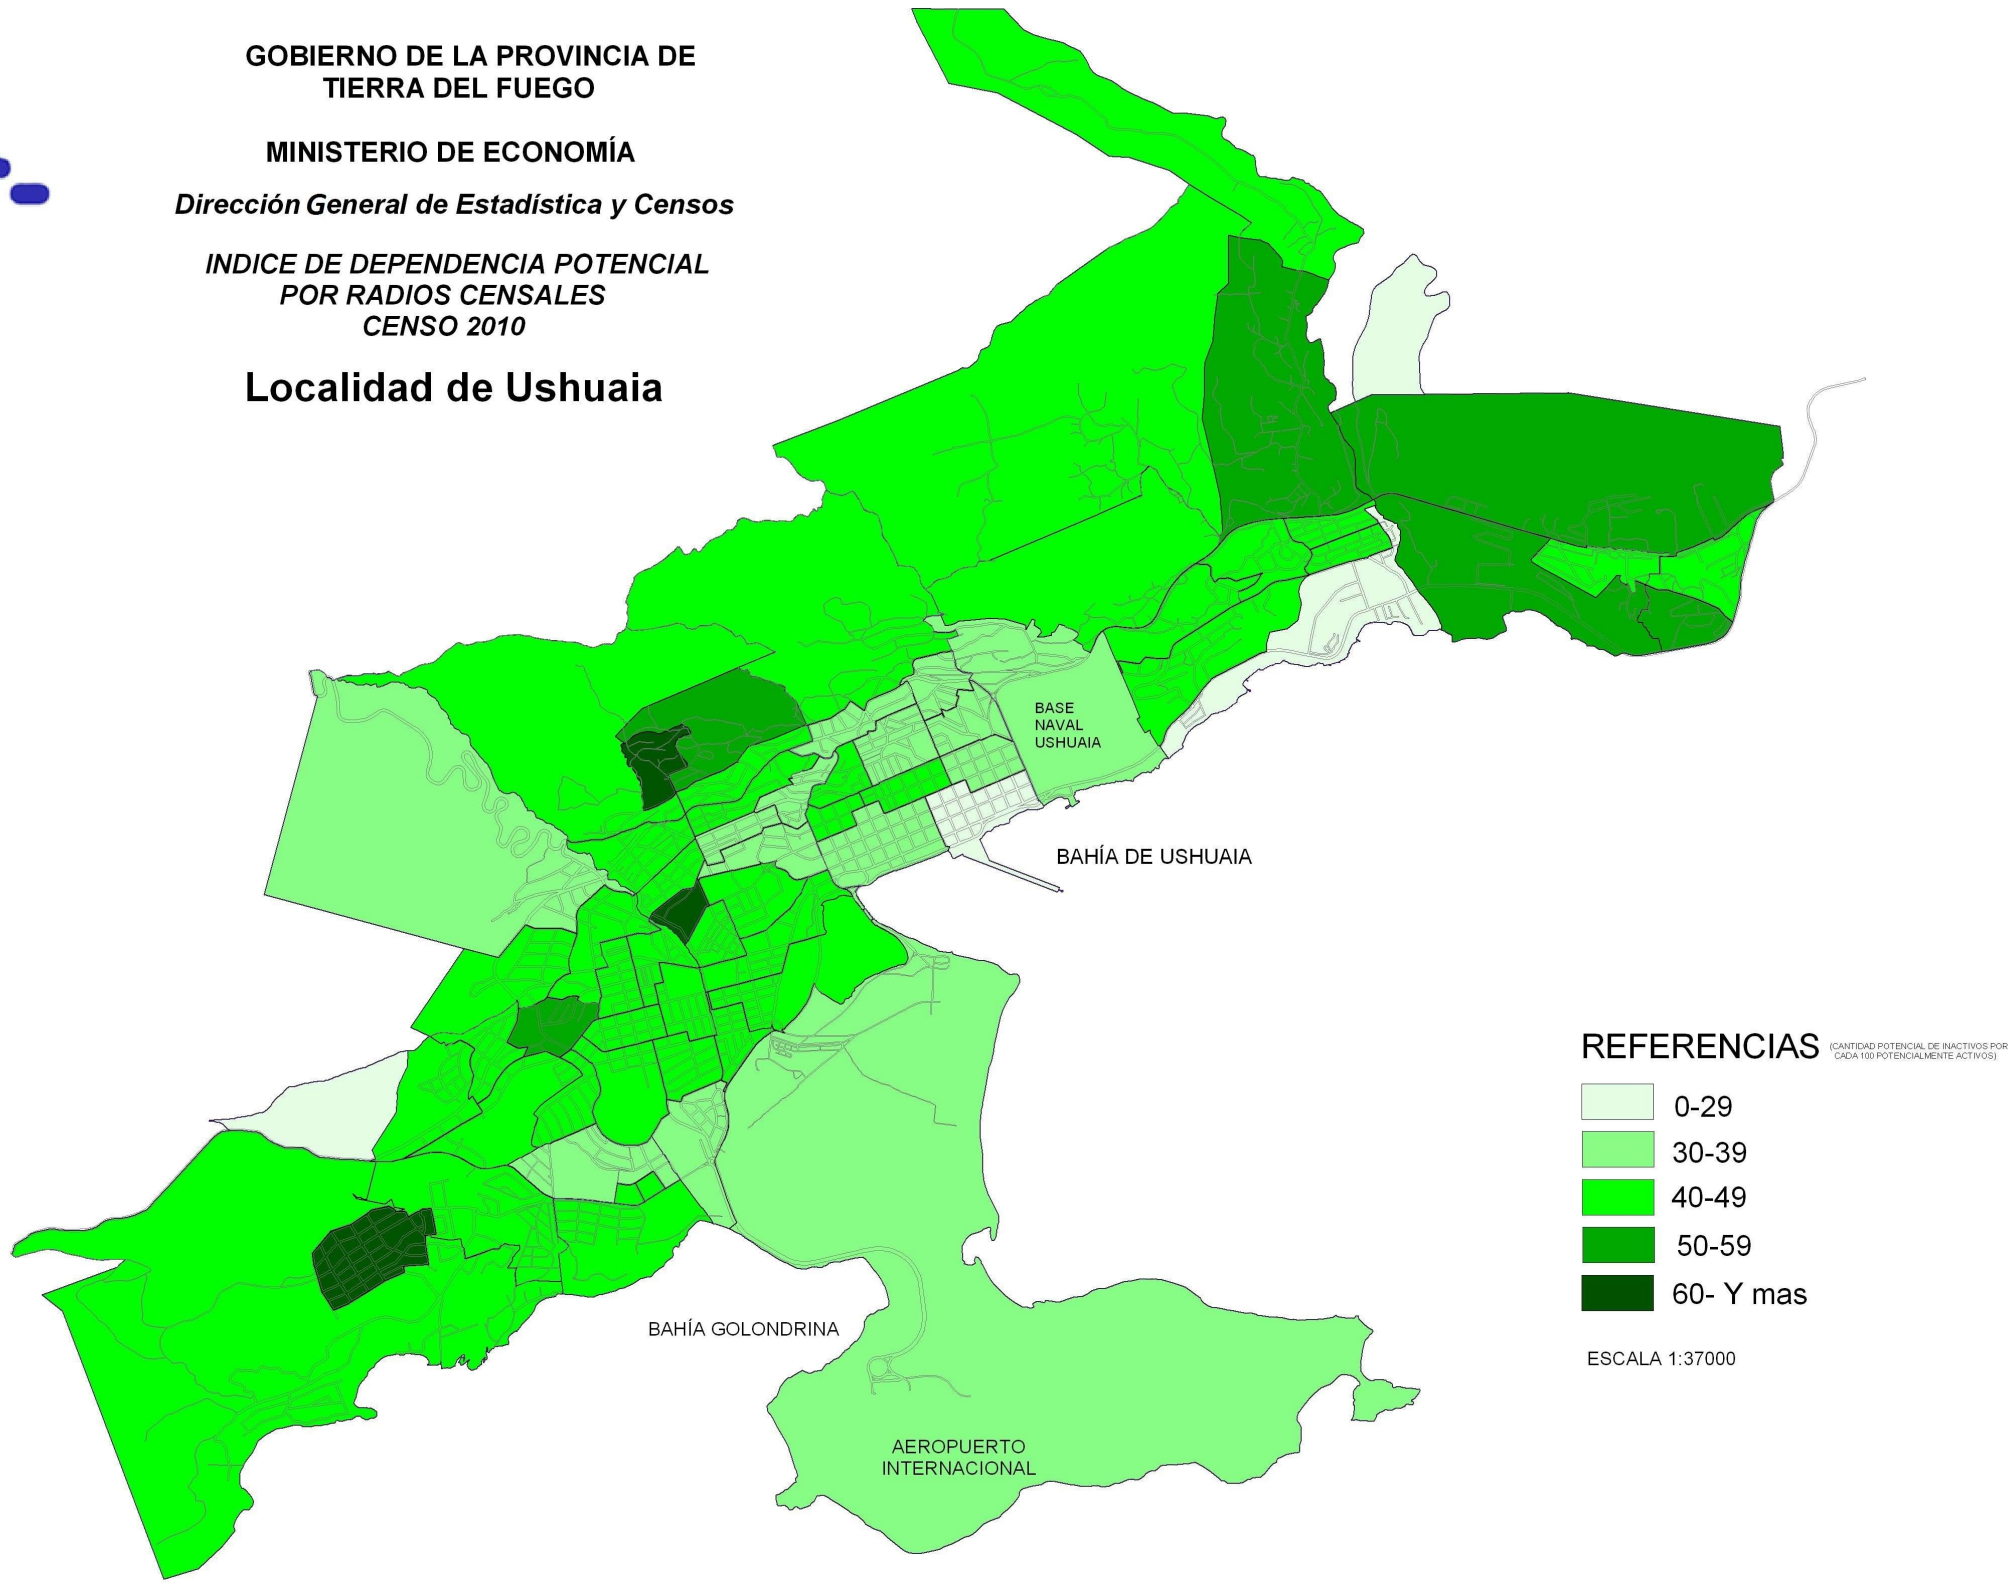 GOBIERNO DE LA PROVINCIA DE
TIERRA DEL FUEGO
MINISTERIO DE ECONOMÍA
Dirección General de Estadística y Censos
INDICE DE DEPENDENCIA POTENCIAL
POR RADIOS CENSALES
CENSO 2010
Localidad de Ushuaia
BASE
NAVAL
USHUAIA
BAHÍA DE USHUAIA
BAHÍA GOLONDRINA
AEROPUERTO
INTERNACIONAL
REFERENCIAS
(CANTIDAD POTENCIAL DE INACTIVOS POR
CADA 100 POTENCIALMENTE ACTIVOS)
0-29
30-39
40-49
50-59
60- Y mas
ESCALA 1:37000